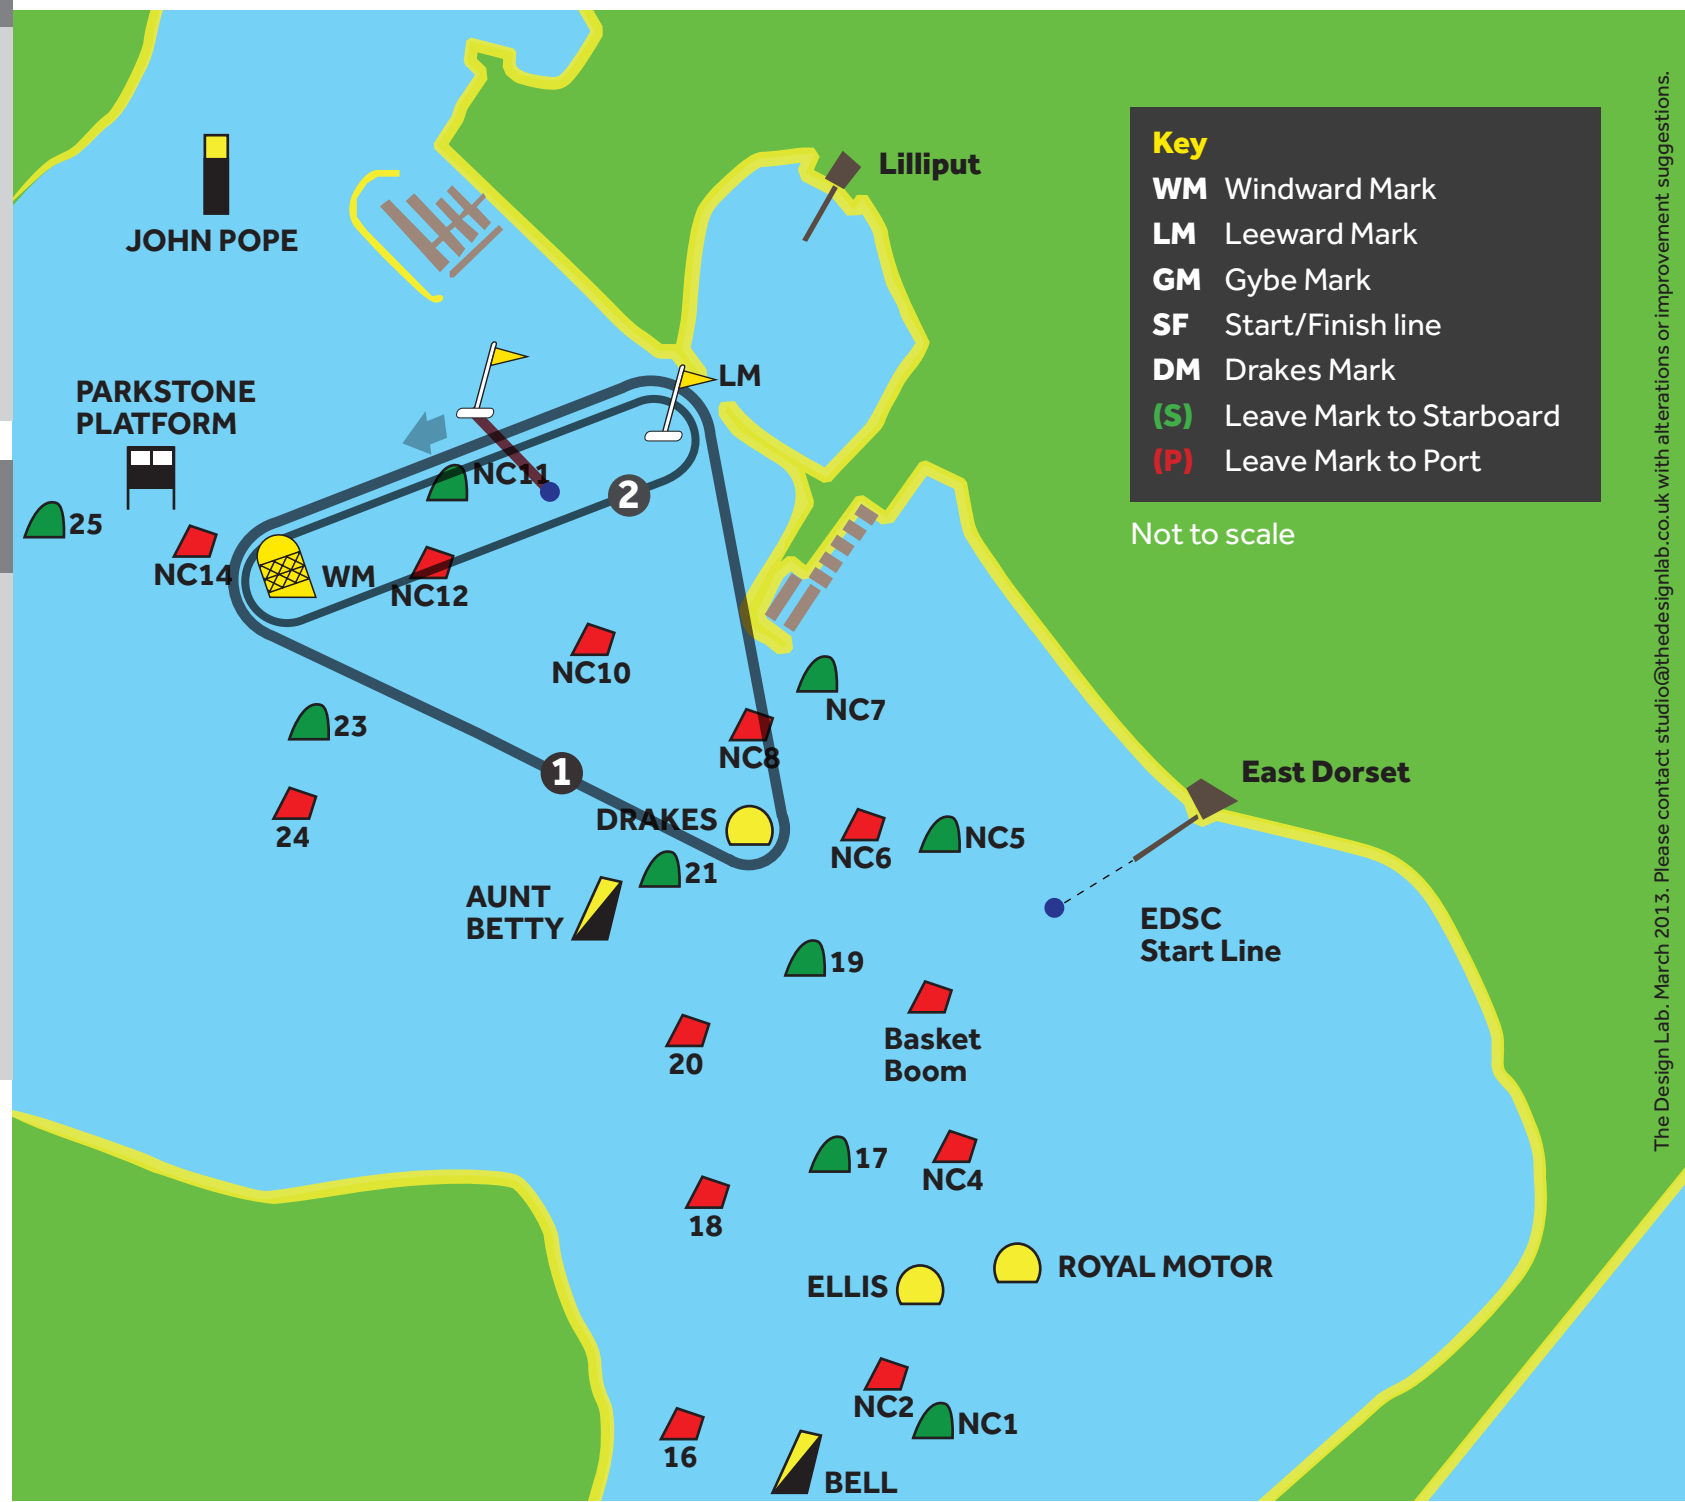 Lilliput
Key
WM Windward Mark
LM Leeward Mark
GM Gybe Mark
SF Start/Finish line
DM Drakes Mark
(S) Leave Mark to Starboard
(P) Leave Mark to Port
Not to scale
JOHN POPE
LM
PARKSTONE
PLATFORM
NC11
2
25
NC14
WM
NC12
NC10
NC7
23
NC8
1
East Dorset
24
DRAKES
NC6
NC5
21
AUNT
BETTY
EDSC
Start Line
19
Basket
Boom
20
17
NC4
18
ROYAL MOTOR
ELLIS
NC2
NC1
16
BELL
The Design Lab. March 2013. Please contact studio@thedesignlab.co.uk with alterations or improvement suggestions.